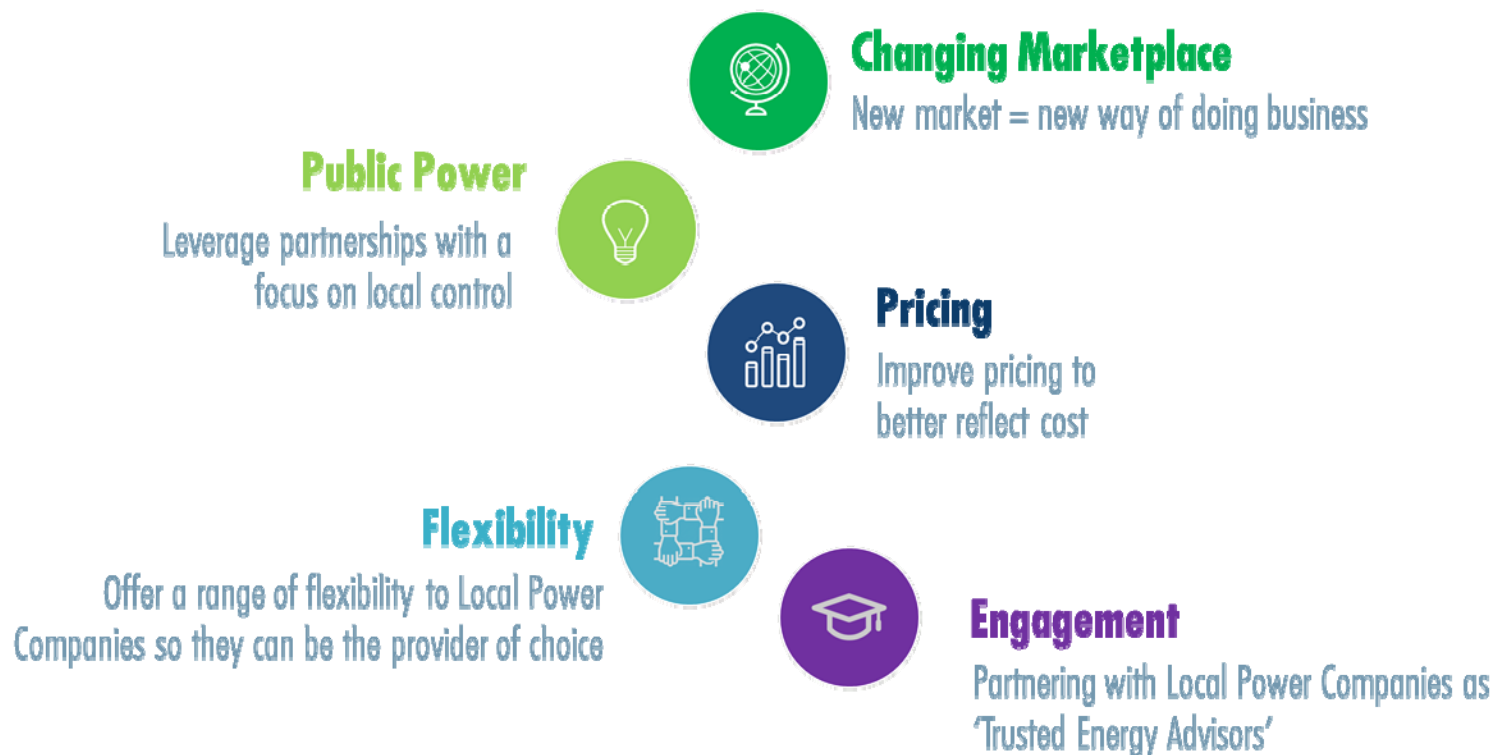 Changing Marketplace
New market = new way of doing business
Public Power
Leverage partnerships with a
focus on local control
Pricing
Improve pricing to
better reflect cost
Flexibility
Offer a range of flexibility to Local Power
Companies so they can be the provider of choice
Engagement
Partnering with Local Power Companies as
‘Trusted Energy Advisors’